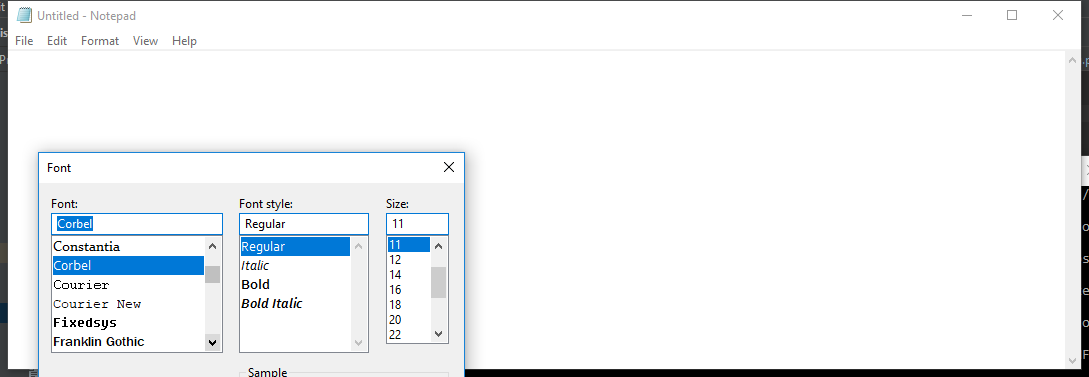 Untitled - Notepad
File Edit Format View Help
Font
Font: Font style: Size:
Corbel Regular 11
Constantia Regular 11
Corbel Italic 12
Courier Bold 14
Courier New Bold Italic 16
Fixedsys 18
Franklin Gothic 20
22
Sample